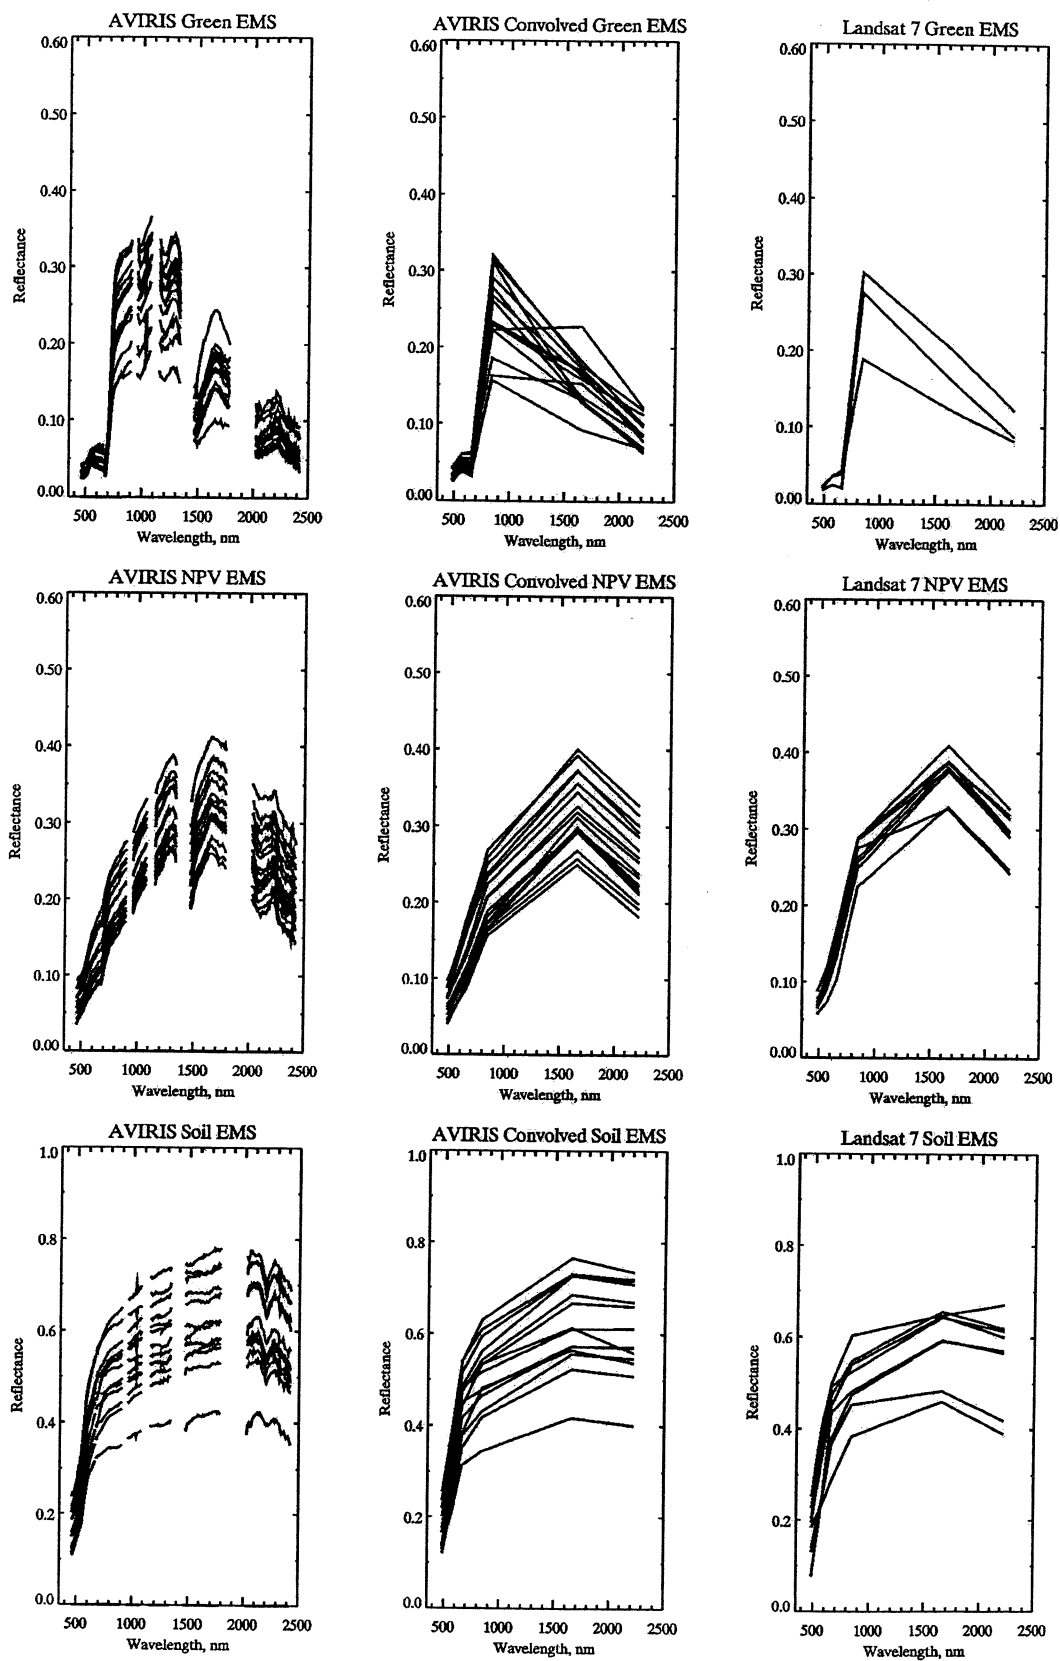 AVIRIS Green EMS
0.60
0.50
0.40
0.30
0.20
0.10
0.00
Reflectance
500 1000 1500 2000 2500
Wavelength, nm
AVIRIS Convolved Green EMS
0.60
0.50
0.40
0.30
0.20
0.10
0.00
Reflectance
500 1000 1500 2000 2500
Wavelength, nm
Landsat 7 Green EMS
0.60
0.50
0.40
0.30
0.20
0.10
0.00
Reflectance
500 1000 1500 2000 2500
Wavelength, nm
AVIRIS NPV EMS
0.60
0.50
0.40
0.30
0.20
0.10
0.00
Reflectance
500 1000 1500 2000 2500
Wavelength, nm
AVIRIS Convolved NPV EMS
0.60
0.50
0.40
0.30
0.20
0.10
0.00
Reflectance
500 1000 1500 2000 2500
Wavelength, nm
Landsat 7 NPV EMS
0.60
0.50
0.40
0.30
0.20
0.10
0.00
Reflectance
500 1000 1500 2000 2500
Wavelength, nm
AVIRIS Soil EMS
1.0
0.8
0.6
0.4
0.2
0.0
Reflectance
500 1000 1500 2000 2500
Wavelength, nm
AVIRIS Convolved Soil EMS
1.0
0.8
0.6
0.4
0.2
0.0
Reflectance
500 1000 1500 2000 2500
Wavelength, nm
Landsat 7 Soil EMS
1.0
0.8
0.6
0.4
0.2
0.0
Reflectance
500 1000 1500 2000 2500
Wavelength, nm